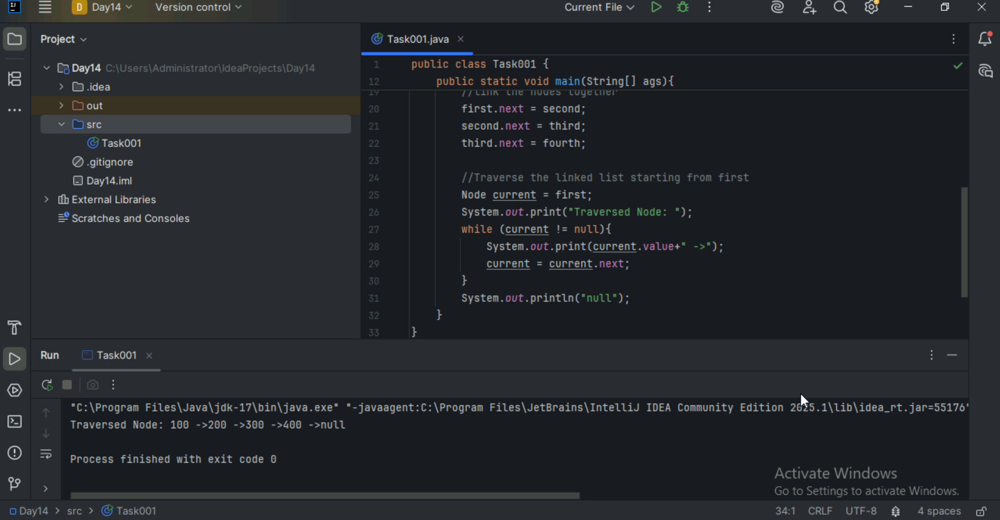 IJ
D Day14 Version control Current File
Project
Day14 C:\Users\Administrator\IdeaProjects\Day14
.idea
out
src
Task001
.gitignore
Day14.iml
External Libraries
Scratches and Consoles
Task001.java
1 public class Task001 {
12 public static void main(String[] ags){
19 //Link the nodes together
20 first.next = second;
21 second.next = third;
22 third.next = fourth;
23
24 //Traverse the linked list starting from first
25 Node current = first;
26 System.out.print("Traversed Node: ");
27 while (current != null){
28 System.out.print(current.value+" ->");
29 current = current.next;
30 }
31 System.out.println("null");
32 }
33 }
Run Task001
"C:\Program Files\Java\jdk-17\bin\java.exe" "-javaagent:C:\Program Files\JetBrains\IntelliJ IDEA Community Edition 2025.1\lib\idea_rt.jar=55176"
Traversed Node: 100 ->200 ->300 ->400 ->null
Process finished with exit code 0
Activate Windows
Go to Settings to activate Windows.
Day14 > src > Task001 34:1 CRLF UTF-8 4 spaces